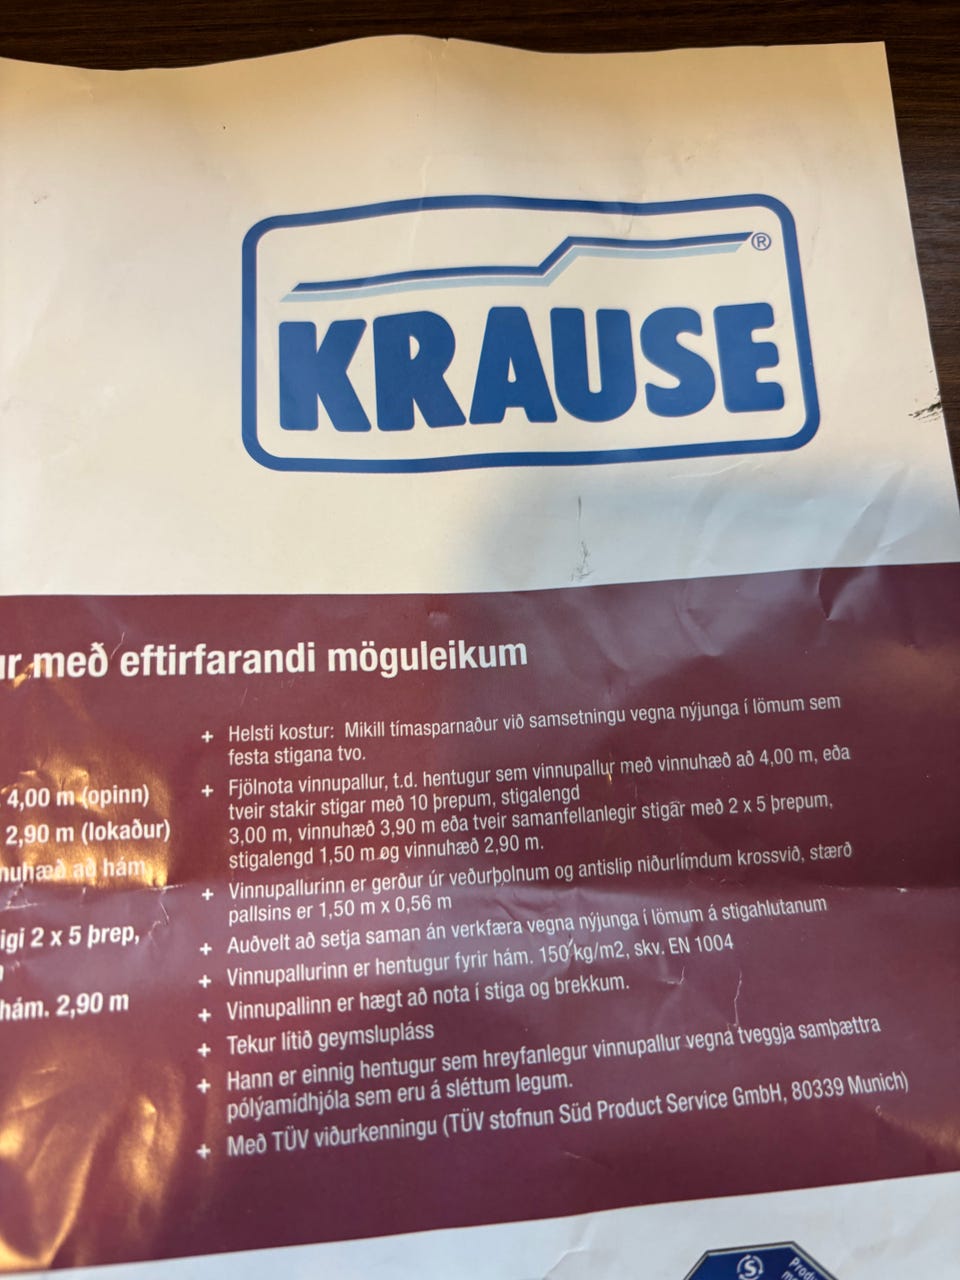 KRAUSE
®
með eftirfarandi möguleikum
4,00 m (opinn)
2,90 m (lokaður)
að hám.
2 x 5 þrep,
hám. 2,90 m
+ Helsti kostur: Mikill tímasparnaður við samsetningu vegna nýjunga í lömum sem
festa stigana tvo.
+ Fjölnota vinnupallur, t.d. hentugur sem vinnupallur með vinnuhæð að 4,00 m, eða
tveir stakir stigar með 10 þrepum, stigalengd
3,00 m, vinnuhæð 3,90 m eða tveir samanfellanlegir stigar með 2 x 5 þrepum,
stigalengd 1,50 m og vinnuhæð 2,90 m.
+ Vinnupallurinn er gerður úr veðurþolnum og antislip niðurlímdum krossvið, stærð
pallsins er 1,50 m x 0,56 m
+ Auðvelt að setja saman án verkfæra vegna nýjunga í lömum á stigahlutanum
+ Vinnupallurinn er hentugur fyrir hám. 150 kg/m2, skv. EN 1004
+ Vinnupallinn er hægt að nota í stiga og brekkum.
+ Tekur lítið geymslupláss
+ Hann er einnig hentugur sem hreyfanlegur vinnupallur vegna tveggja samþættra
pólýamíðhjóla sem eru á sléttum legum.
+ Með TÜV viðurkenningu (TÜV stofnun Süd Product Service GmbH, 80339 Munich)
S